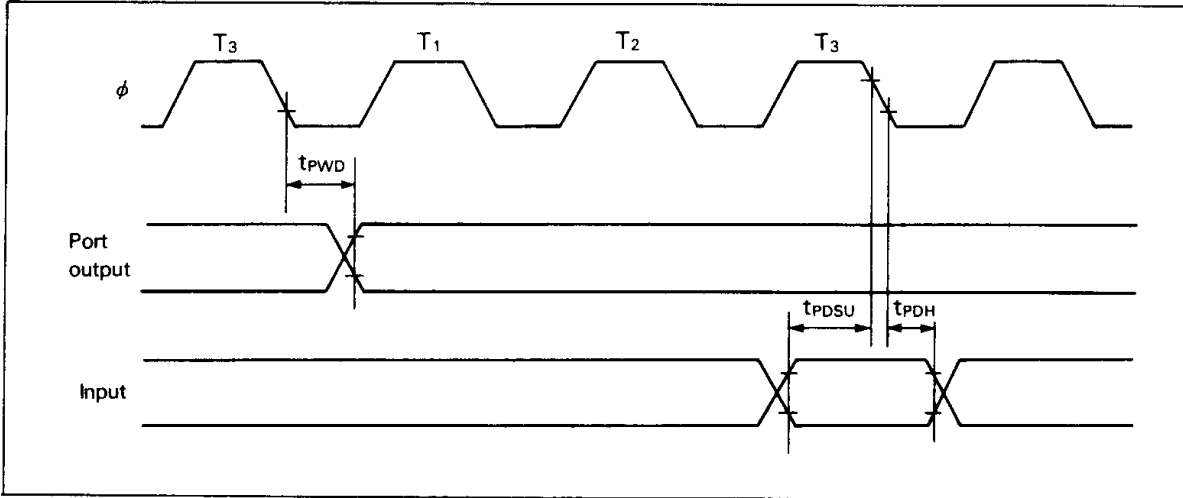 T₃ T₁ T₂ T₃
ϕ
tPWD
Port
output
tPDSU tPDH
Input